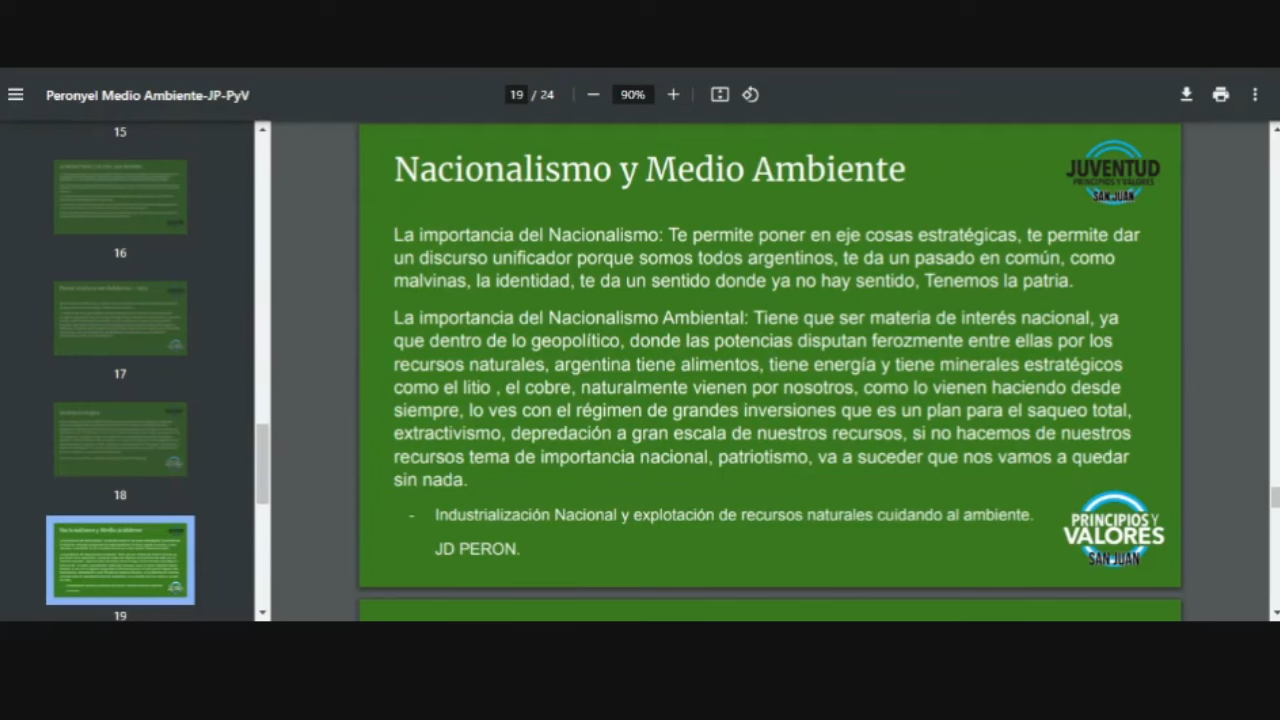 Peronyel Medio Ambiente-JP-PyV
19 / 24
90%
15
16
17
18
19
Nacionalismo y Medio Ambiente
JUVENTUD
PRINCIPIOS Y VALORES
SAN JUAN
La importancia del Nacionalismo: Te permite poner en eje cosas estratégicas, te permite dar
un discurso unificador porque somos todos argentinos, te da un pasado en común, como
malvinas, la identidad, te da un sentido donde ya no hay sentido, Tenemos la patria.
La importancia del Nacionalismo Ambiental: Tiene que ser materia de interés nacional, ya
que dentro de lo geopolítico, donde las potencias disputan ferozmente entre ellas por los
recursos naturales, argentina tiene alimentos, tiene energía y tiene minerales estratégicos
como el litio , el cobre, naturalmente vienen por nosotros, como lo vienen haciendo desde
siempre, lo ves con el régimen de grandes inversiones que es un plan para el saqueo total,
extractivismo, depredación a gran escala de nuestros recursos, si no hacemos de nuestros
recursos tema de importancia nacional, patriotismo, va a suceder que nos vamos a quedar
sin nada.
- Industrialización Nacional y explotación de recursos naturales cuidando al ambiente.
JD PERON.
PRINCIPIOS Y
VALORES
SAN JUAN